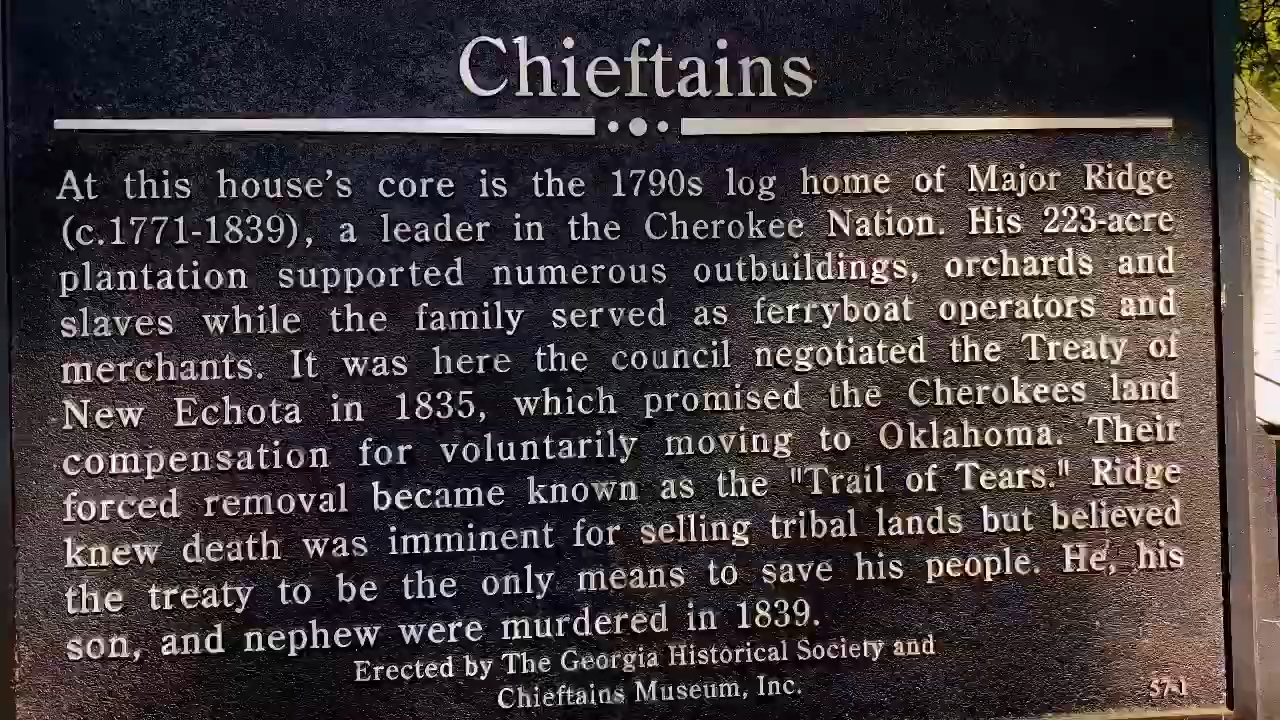 Chieftains
At this house's core is the 1790s log home of Major Ridge
(c.1771-1839), a leader in the Cherokee Nation. His 223-acre
plantation supported numerous outbuildings, orchards and
slaves while the family served as ferryboat operators and
merchants. It was here the council negotiated the Treaty of
New Echota in 1835, which promised the Cherokees land
compensation for voluntarily moving to Oklahoma. Their
forced removal became known as the "Trail of Tears." Ridge
knew death was imminent for selling tribal lands but believed
the treaty to be the only means to save his people. He, his
son, and nephew were murdered in 1839.
Erected by The Georgia Historical Society and
Chieftains Museum, Inc.
57-1